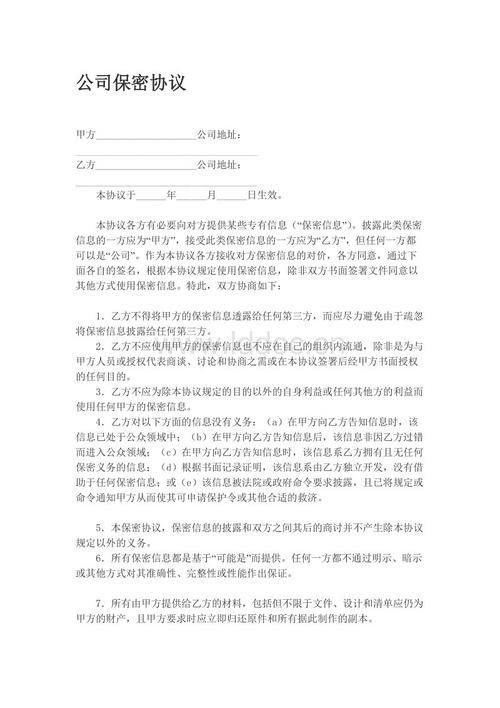 公司保密协议
甲方____________________公司地址:
____________________________________
乙方____________________公司地址:
____________________________________
本协议于______年______月______日生效。
本协议各方有必要向对方提供某些专有信息(“保密信息”)。披露此类保密
信息的一方应为“甲方”,接受此类保密信息的一方应为“乙方”,但任何一方都
可以是“公司”。作为本协议各方接收对方保密信息的对价,各方同意,通过下
面各自的签名,根据本协议规定使用保密信息,除非双方书面签署文件同意以
其他方式使用保密信息。特此,双方协商如下:
1.乙方不得将甲方的保密信息透露给任何第三方,而应尽力避免由于疏忽
将保密信息披露给任何第三方。
2.乙方不应使用甲方的保密信息也不应在自己的组织内流通,除非是为与
甲方人员或授权代表商谈、讨论和协商之需或在本协议签署后经甲方书面授权
的任何目的。
3.乙方不应为除本协议规定的目的以外的自身利益或任何其他方的利益而
使用任何甲方的保密信息。
4.乙方对以下方面的信息没有义务:(a)在甲方向乙方告知信息时,该
信息已处于公众领域中;(b)在甲方向乙方告知信息后,该信息非因乙方过错
而进入公众领域;(c)在甲方向乙方告知信息时,该信息系乙方拥有且无任何
保密义务的信息;(d)根据书面记录证明,该信息系由乙方独立开发,没有借
助于任何保密信息;或(e)该信息被法院或政府命令要求披露,且已将规定或
命令通知甲方从而使其可申请保护令或其他合适的救济。
5.本保密协议,保密信息的披露和双方之间其后的商讨并不产生除本协议
规定以外的义务。
6.所有保密信息都是基于“可能是”而提供。任何一方都不通过明示、暗示
或其他方式对其准确性、完整性或性能作出保证。
7.所有由甲方提供给乙方的材料,包括但不限于文件、设计和清单应仍为
甲方的财产,且甲方要求时应立即归还原件和所有据此制作的副本。